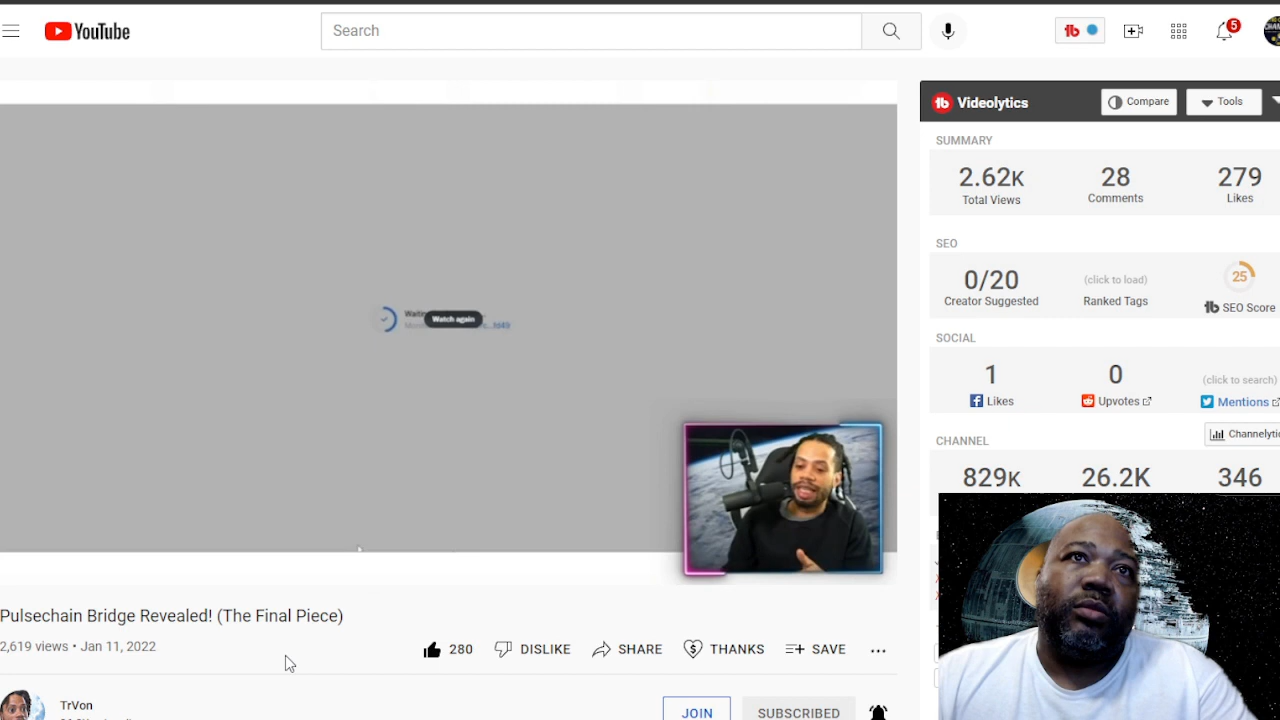 YouTube
Search
5
Videolytics
Compare
Tools
SUMMARY
2.62K
28
279
Total Views
Comments
Likes
SEO
0/20
(click to load)
25
Creator Suggested
Ranked Tags
SEO Score
SOCIAL
1
0
(click to search)
Likes
Upvotes
Mentions
CHANNEL
829K
26.2K
346
Watch again
Pulsechain Bridge Revealed! (The Final Piece)
2,619 views • Jan 11, 2022
280
DISLIKE
SHARE
THANKS
SAVE
TrVon
JOIN
SUBSCRIBED